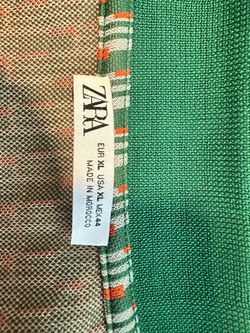 ZARA
EUR XL USA XL MEX 44
MADE IN MOROCCO